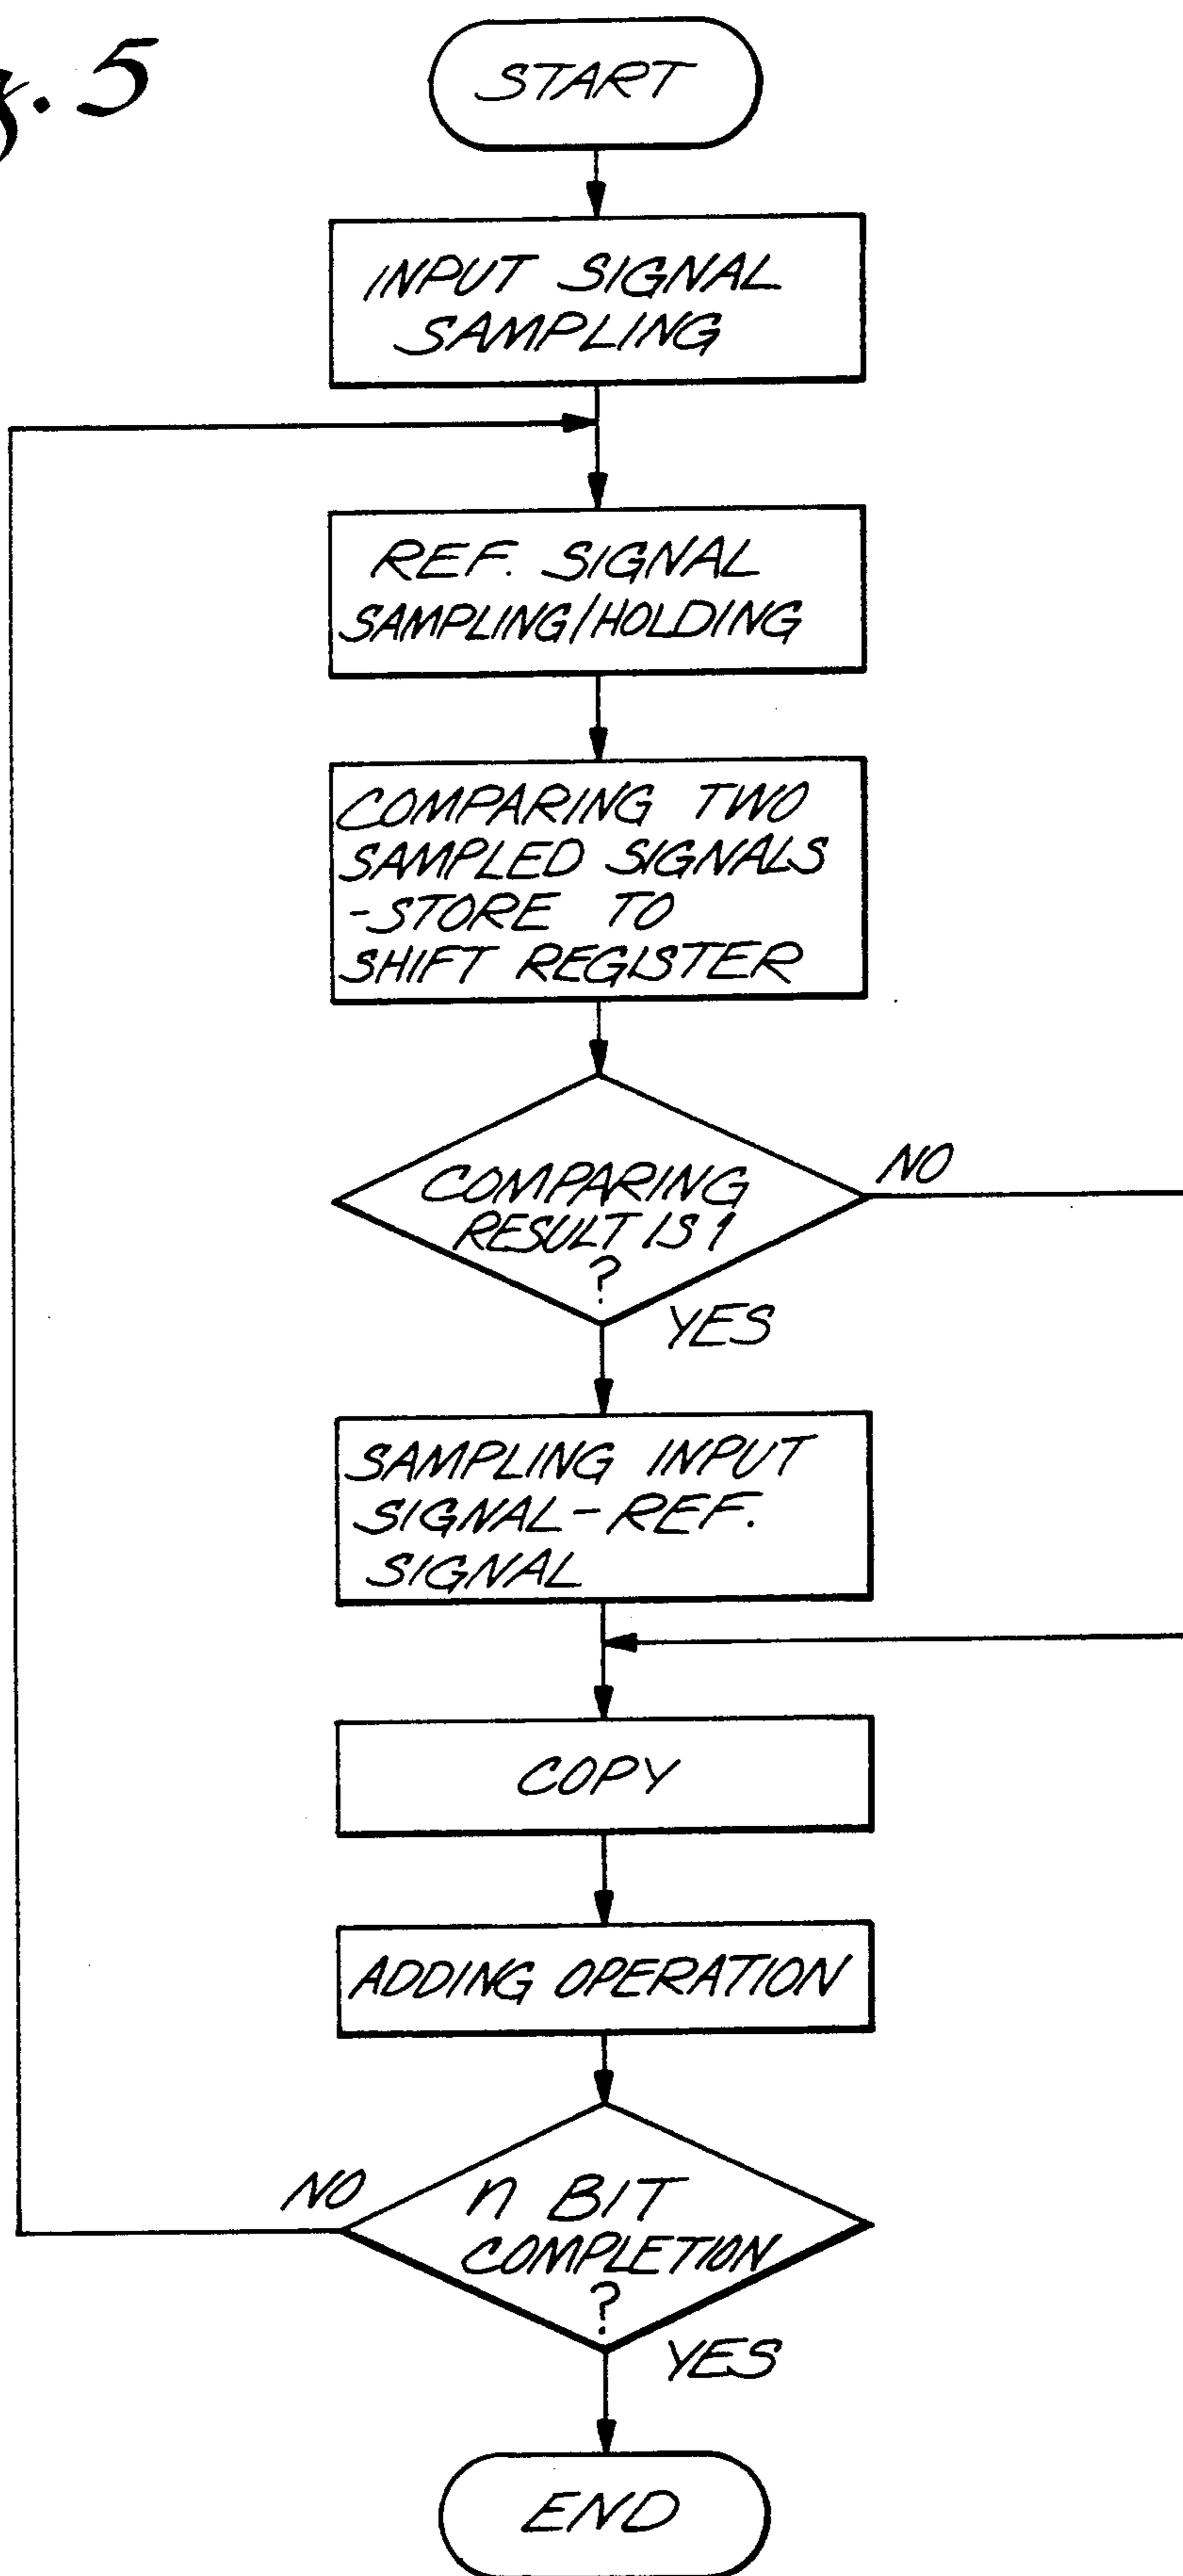 . 5
START
INPUT SIGNAL
SAMPLING
REF. SIGNAL
SAMPLING/HOLDING
COMPARING TWO
SAMPLED SIGNALS
-STORE TO
SHIFT REGISTER
COMPARING
RESULT IS 1
?
NO
YES
SAMPLING INPUT
SIGNAL-REF.
SIGNAL
COPY
ADDING OPERATION
n BIT
COMPLETION
?
NO
YES
END